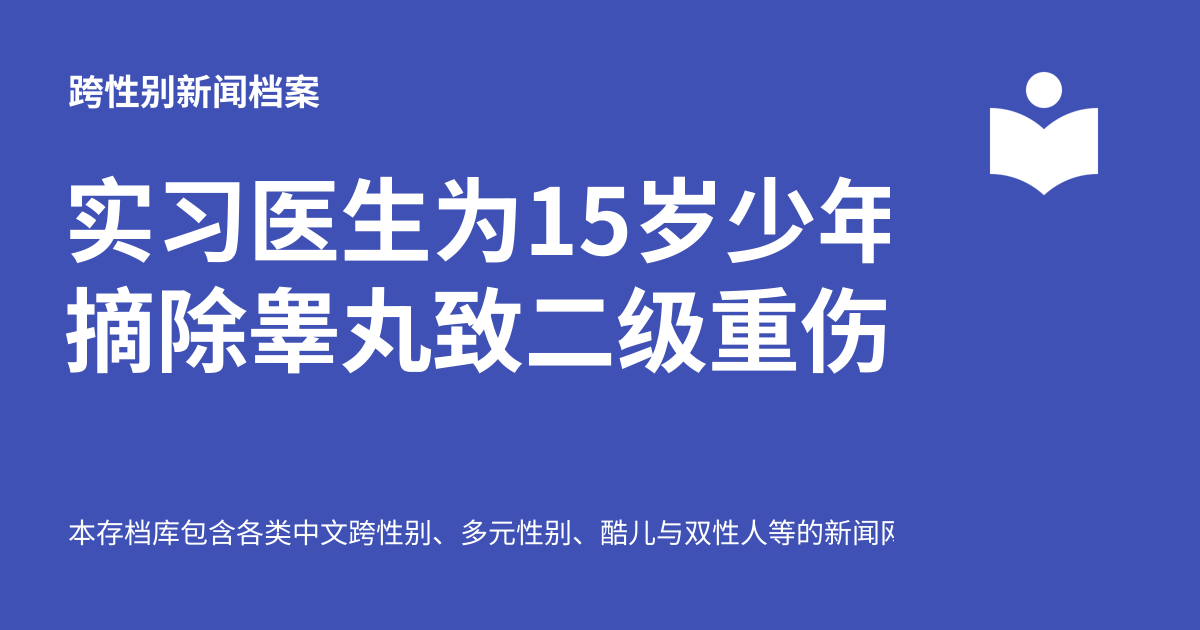 跨性别新闻档案
实习医生为15岁少年
摘除睾丸致二级重伤
本存档库包含各类中文跨性别、多元性别、酷儿与双性人等的新闻网